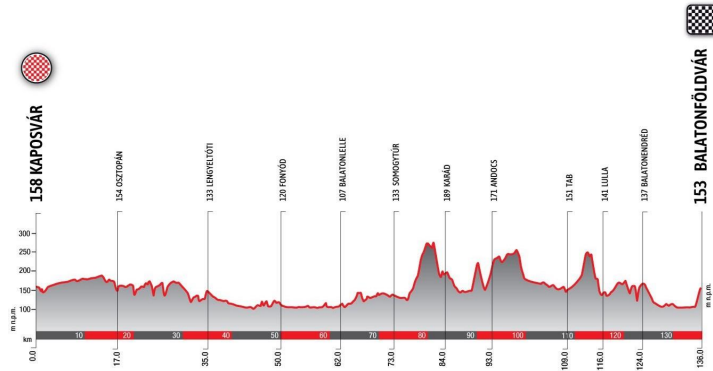 158 KAPOSVÁR
154 OSZTOPÁN
133 LENGYELTÓTI
120 FONYÓD
107 BALATONLELLE
133 SOMOGYTÚR
189 KARÁD
171 ANDOCS
151 TAB
141 LULLA
137 BALATONENDRÉD
153 BALATONFÖLDVÁR
300
250
200
150
100
m n.p.m.
m n.p.m.
km
10 20 30 40 50 60 70 80 90 100 110 120 130
0.0 17.0 35.0 50.0 62.0 73.0 84.0 93.0 109.0 116.0 124.0 136.0